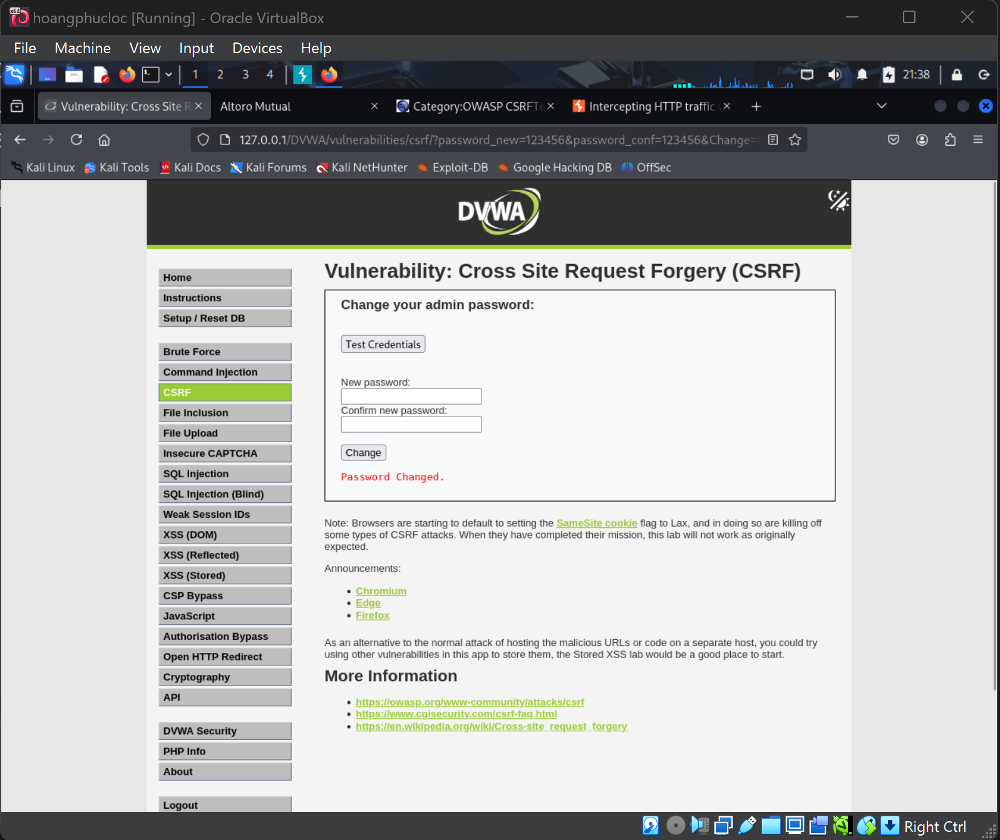 hoangphucloc [Running] - Oracle VirtualBox
File Machine View Input Devices Help
1 2 3 4 21:38
Vulnerability: Cross Site R Altoro Mutual Category:OWASP CSRFTe Intercepting HTTP traffic
127.0.0.1/DVWA/vulnerabilities/csrf/?password_new=123456&password_conf=123456&Change=
Kali Linux Kali Tools Kali Docs Kali Forums Kali NetHunter Exploit-DB Google Hacking DB OffSec
DVWA
Home
Instructions
Setup / Reset DB
Brute Force
Command Injection
CSRF
File Inclusion
File Upload
Insecure CAPTCHA
SQL Injection
SQL Injection (Blind)
Weak Session IDs
XSS (DOM)
XSS (Reflected)
XSS (Stored)
CSP Bypass
JavaScript
Authorisation Bypass
Open HTTP Redirect
Cryptography
API
DVWA Security
PHP Info
About
Logout
Vulnerability: Cross Site Request Forgery (CSRF)
Change your admin password:
Test Credentials
New password:
Confirm new password:
Change
Password Changed.
Note: Browsers are starting to default to setting the SameSite cookie flag to Lax, and in doing so are killing off
some types of CSRF attacks. When they have completed their mission, this lab will not work as originally
expected.
Announcements:
• Chromium
• Edge
• Firefox
As an alternative to the normal attack of hosting the malicious URLs or code on a separate host, you could try
using other vulnerabilities in this app to store them, the Stored XSS lab would be a good place to start.
More Information
• https://owasp.org/www-community/attacks/csrf
• https://www.cgisecurity.com/csrf-faq.html
• https://en.wikipedia.org/wiki/Cross-site_request_forgery
Right Ctrl